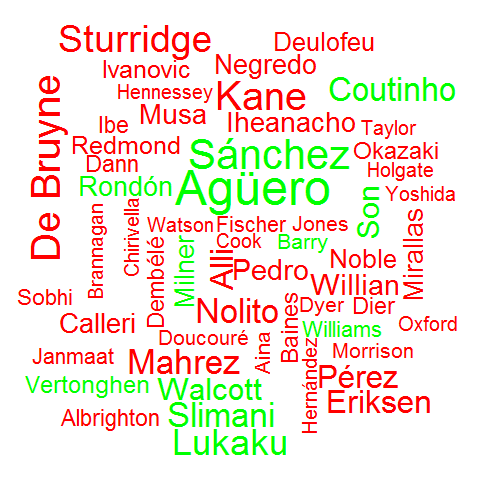 Sturridge
Deulofeu
Ivanovic
Negredo
Hennessey
Kane
Coutinho
Musa
Ibe
Iheanacho
Taylor
Redmond
Sánchez
Okazaki
Dann
Holgate
De Bruyne
Rondón
Agüero
Son
Yoshida
Brannagan
Chirivella
Watson
Fischer
Jones
Mirallas
Dembélé
Milner
Alli
Cook
Barry
Pedro
Noble
Willian
Sobhi
Calleri
Nolito
Baines
Dyer
Dier
Oxford
Doucouré
Aina
Williams
Hernández
Morrison
Janmaat
Mahrez
Pérez
Vertonghen
Walcott
Eriksen
Albrighton
Slimani
Lukaku